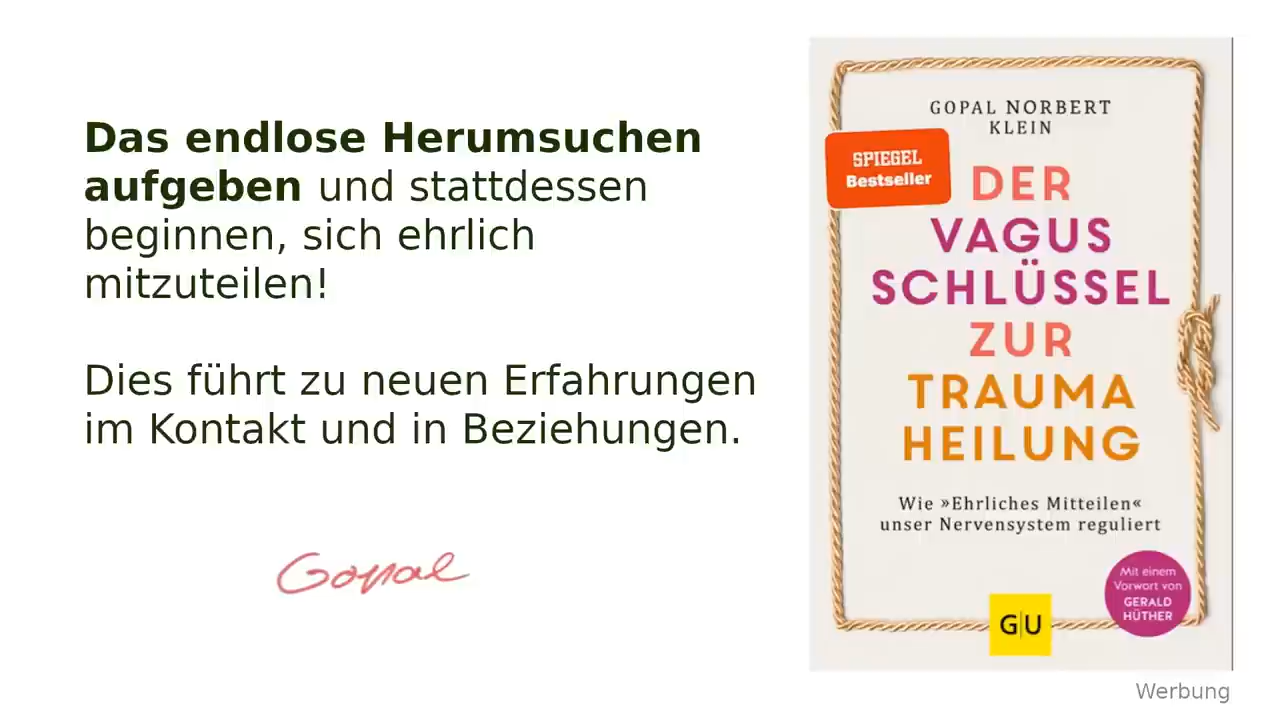 Das endlose Herumsuchen
aufgeben und stattdessen
beginnen, sich ehrlich
mitzuteilen!
Dies führt zu neuen Erfahrungen
im Kontakt und in Beziehungen.
Gopal
GOPAL NORBERT
KLEIN
SPIEGEL
Bestseller
DER
VAGUS
SCHLÜSSEL
ZUR
TRAUMA
HEILUNG
Wie »Ehrliches Mitteilen«
unser Nervensystem reguliert
Mit einem
Vorwort von
GERALD
HÜTHER
G|U
Werbung